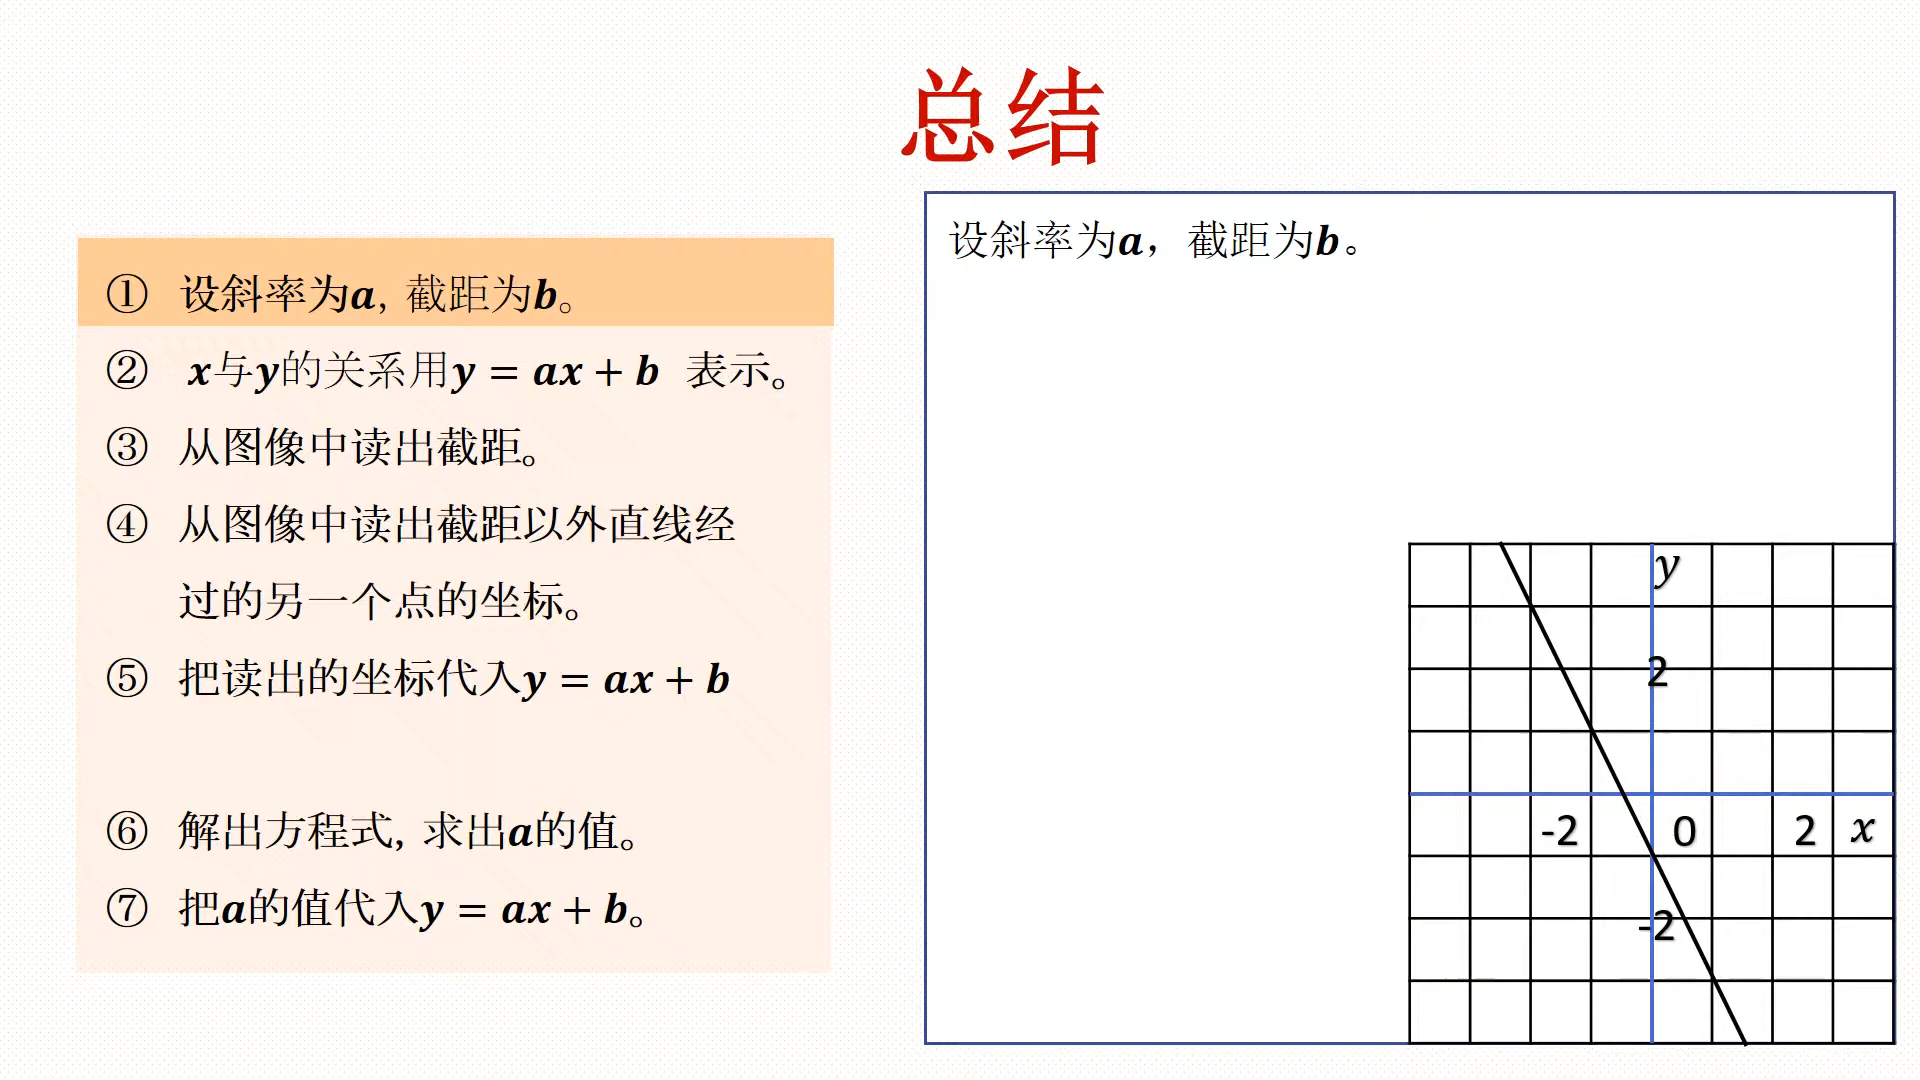 总结
① 设斜率为a, 截距为b。
② x与y的关系用y = ax + b 表示。
③ 从图像中读出截距。
④ 从图像中读出截距以外直线经
过的另一个点的坐标。
⑤ 把读出的坐标代入y = ax + b
⑥ 解出方程式, 求出a的值。
⑦ 把a的值代入y = ax + b。
设斜率为a，截距为b。
y
2
-2 0 2 x
-2